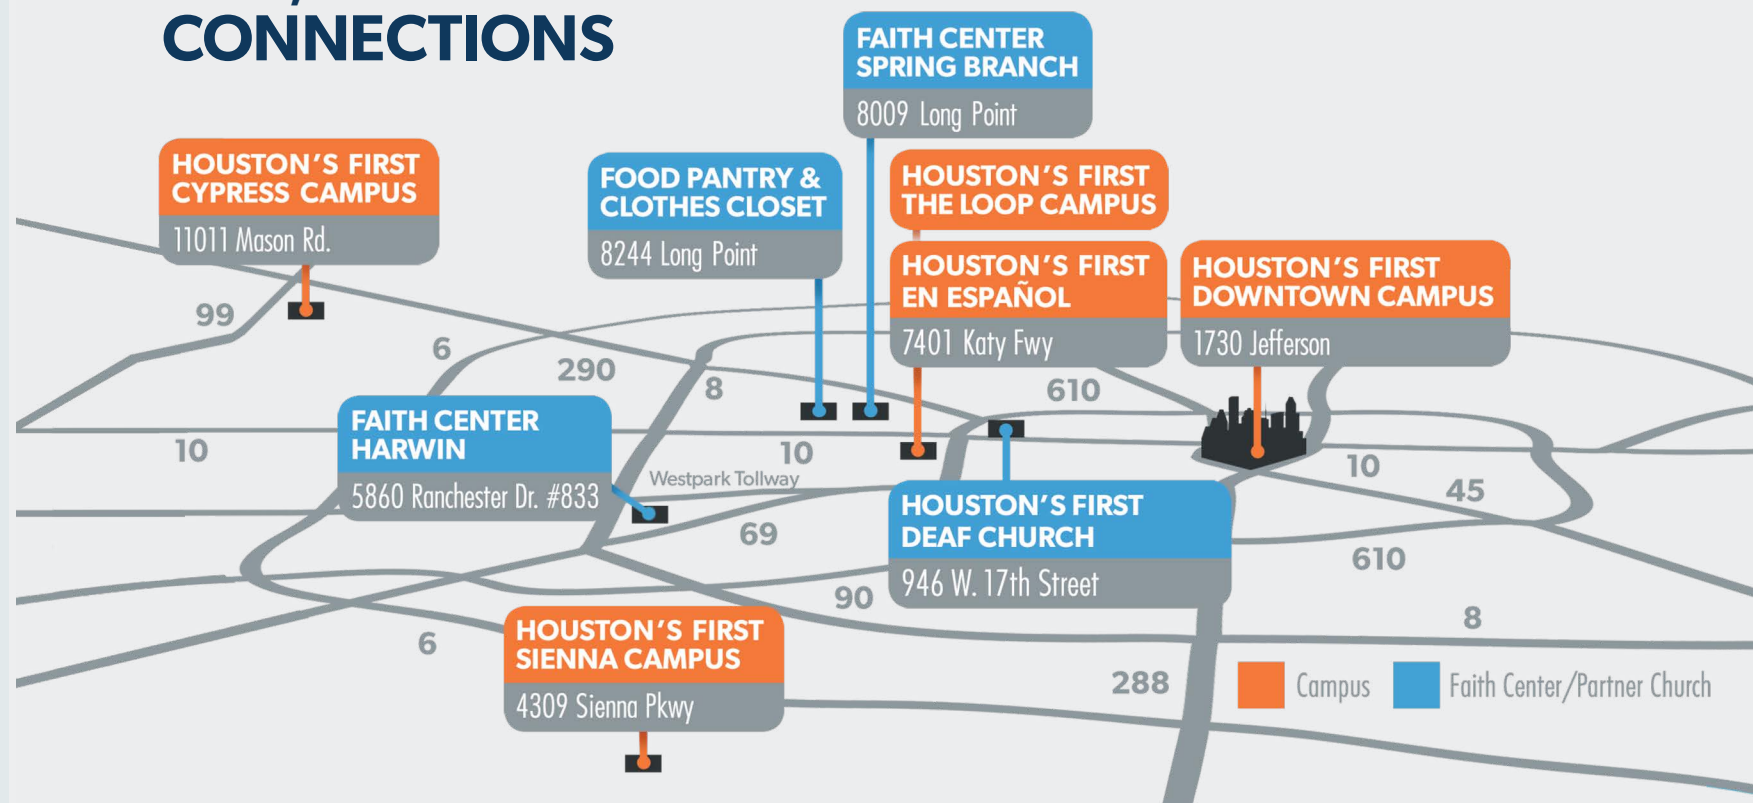 CONNECTIONS
FAITH CENTER
SPRING BRANCH
8009 Long Point
HOUSTON'S FIRST
CYPRESS CAMPUS
11011 Mason Rd.
FOOD PANTRY &
CLOTHES CLOSET
8244 Long Point
HOUSTON'S FIRST
THE LOOP CAMPUS
HOUSTON'S FIRST
EN ESPAÑOL
7401 Katy Fwy
HOUSTON'S FIRST
DOWNTOWN CAMPUS
1730 Jefferson
99
6
290
8
610
FAITH CENTER
HARWIN
5860 Ranchester Dr. #833
10
10
Westpark Tollway
69
10
45
HOUSTON'S FIRST
DEAF CHURCH
946 W. 17th Street
610
90
8
6
HOUSTON'S FIRST
SIENNA CAMPUS
4309 Sienna Pkwy
288
Campus
Faith Center/Partner Church